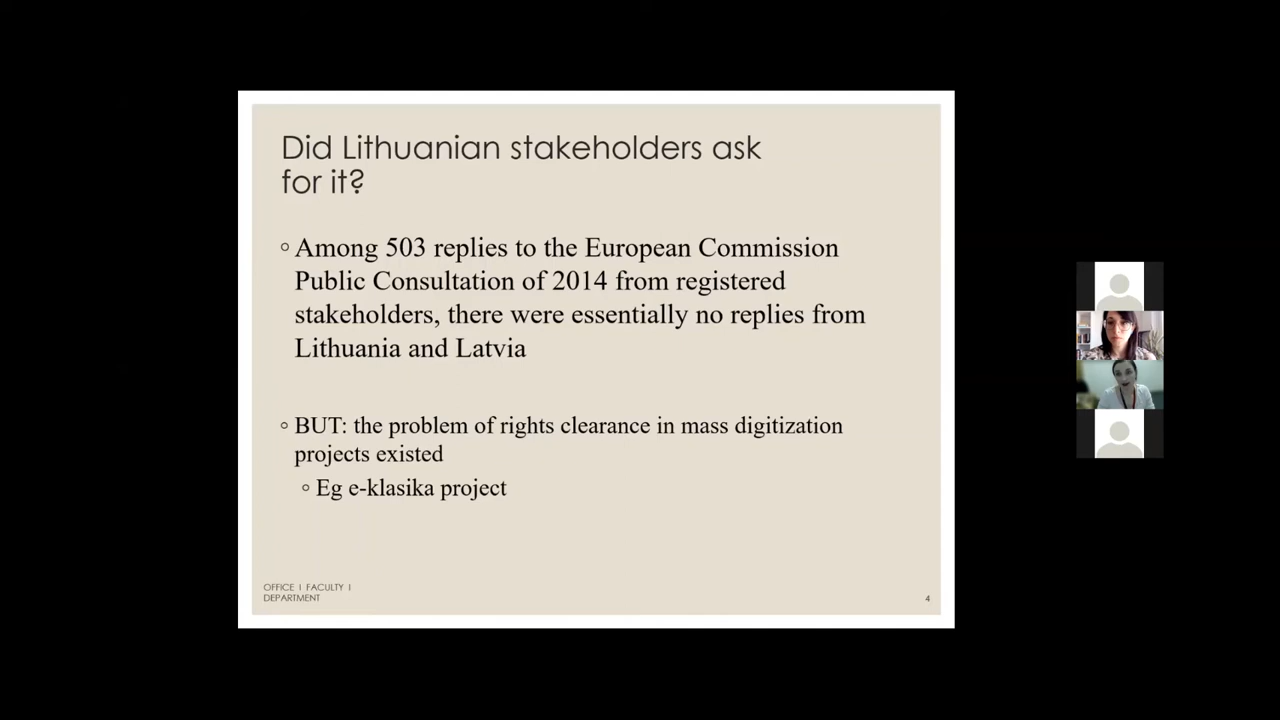 Did Lithuanian stakeholders ask
for it?
◦ Among 503 replies to the European Commission
Public Consultation of 2014 from registered
stakeholders, there were essentially no replies from
Lithuania and Latvia
◦ BUT: the problem of rights clearance in mass digitization
projects existed
◦ Eg e-klasika project
OFFICE I FACULTY I
DEPARTMENT
4